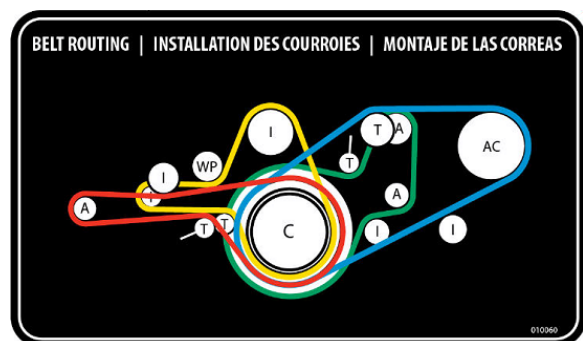 BELT ROUTING | INSTALLATION DES COURROIES | MONTAJE DE LAS CORREAS
I
T
A
AC
WP
T
I
A
A
T
T
C
I
I
010060